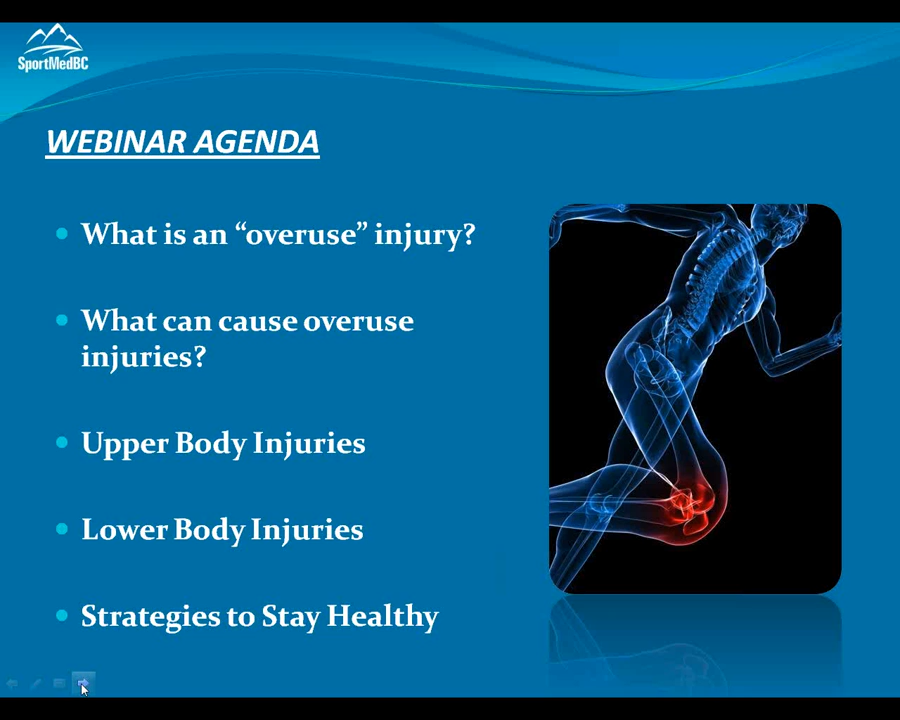 SportMedBC
WEBINAR AGENDA
What is an “overuse” injury?
What can cause overuse
injuries?
Upper Body Injuries
Lower Body Injuries
Strategies to Stay Healthy